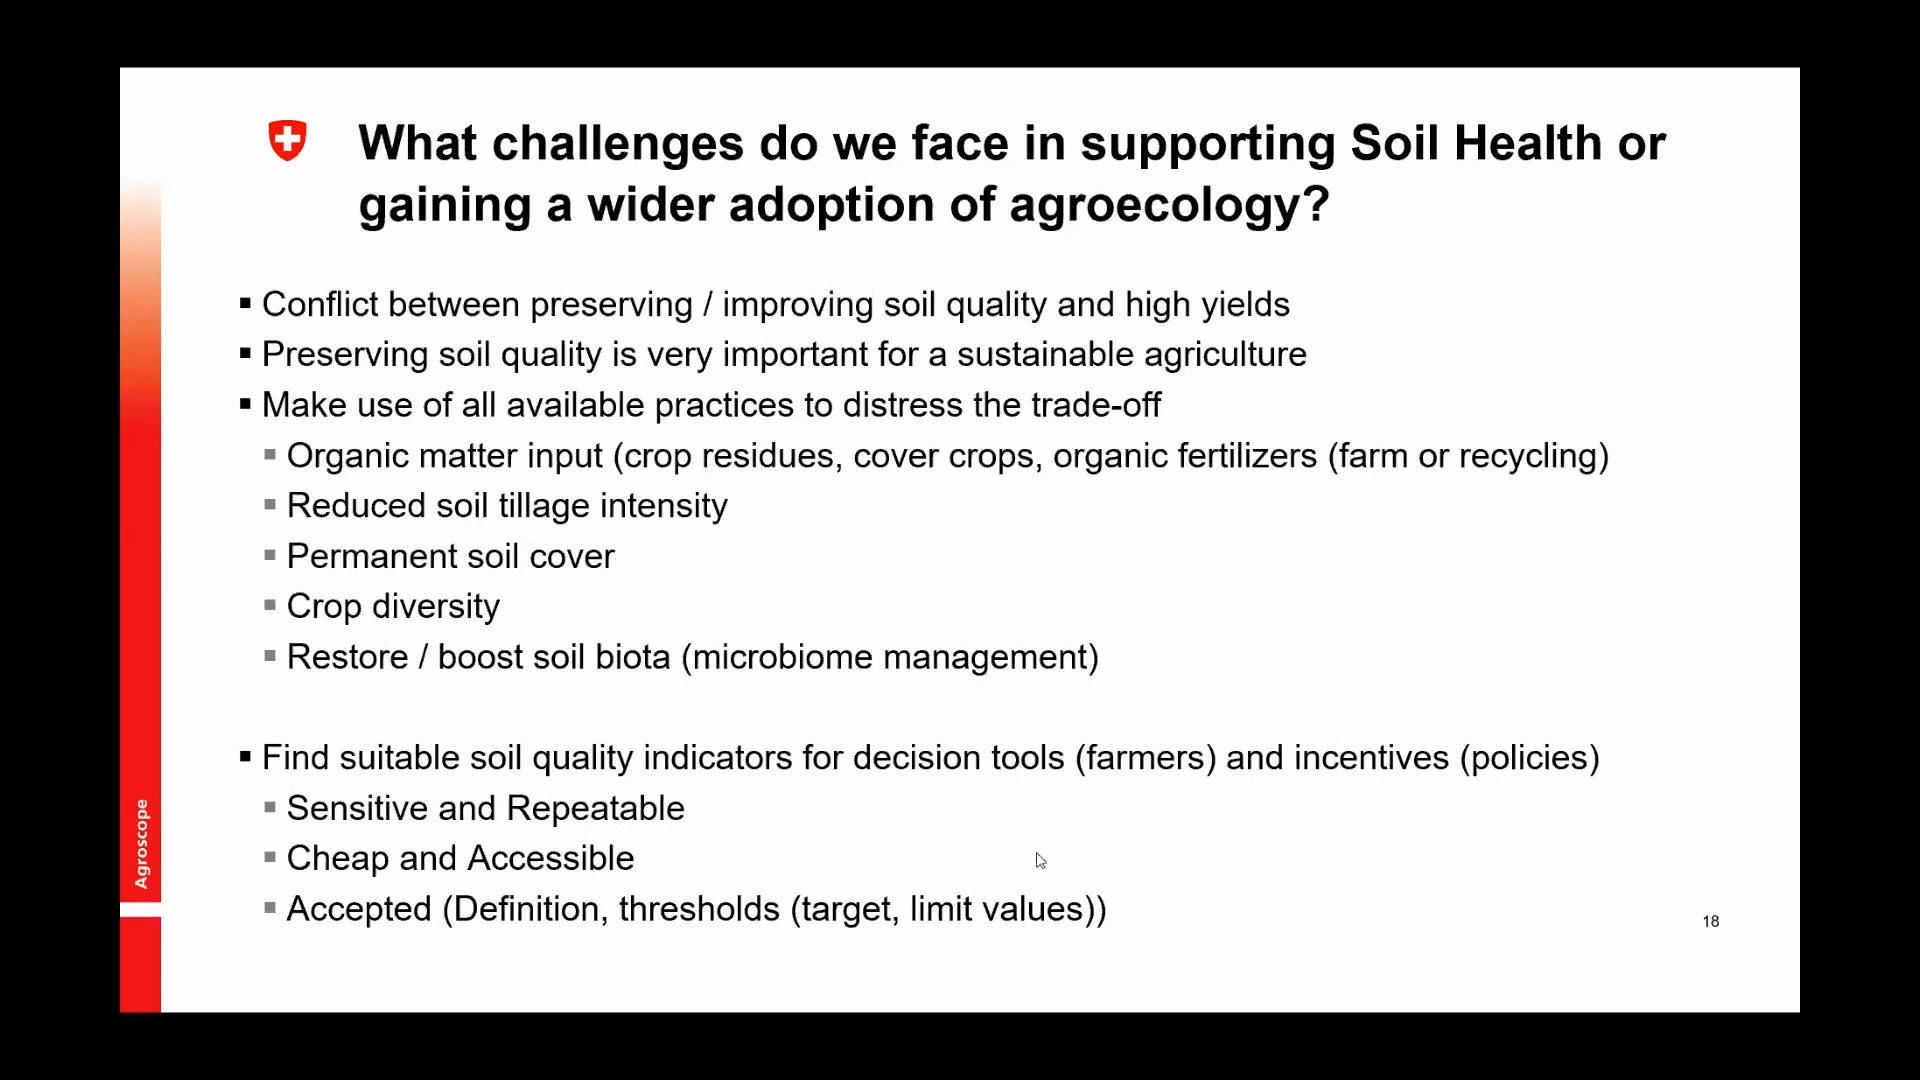 What challenges do we face in supporting Soil Health or
gaining a wider adoption of agroecology?
▪ Conflict between preserving / improving soil quality and high yields
▪ Preserving soil quality is very important for a sustainable agriculture
▪ Make use of all available practices to distress the trade-off
▪ Organic matter input (crop residues, cover crops, organic fertilizers (farm or recycling)
▪ Reduced soil tillage intensity
▪ Permanent soil cover
▪ Crop diversity
▪ Restore / boost soil biota (microbiome management)
▪ Find suitable soil quality indicators for decision tools (farmers) and incentives (policies)
▪ Sensitive and Repeatable
▪ Cheap and Accessible
▪ Accepted (Definition, thresholds (target, limit values))
Agroscope
18